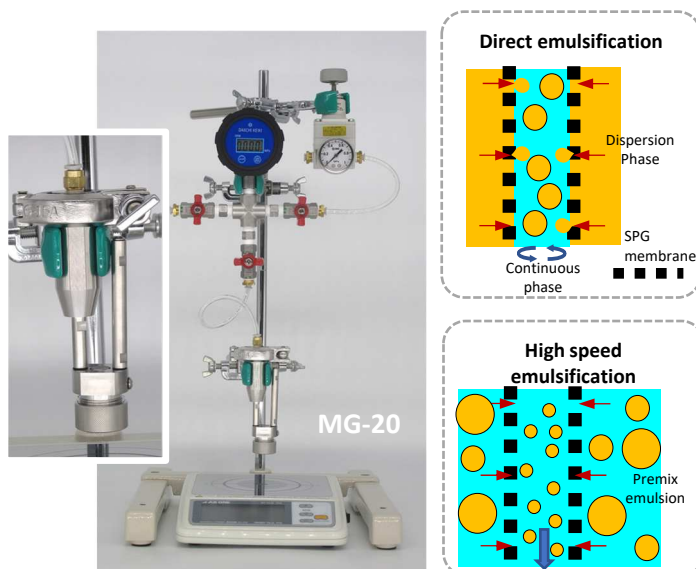 Direct emulsification
Dispersion
Phase
SPG
membrane
Continuous
phase
High speed
emulsification
Premix
emulsion
MG-20